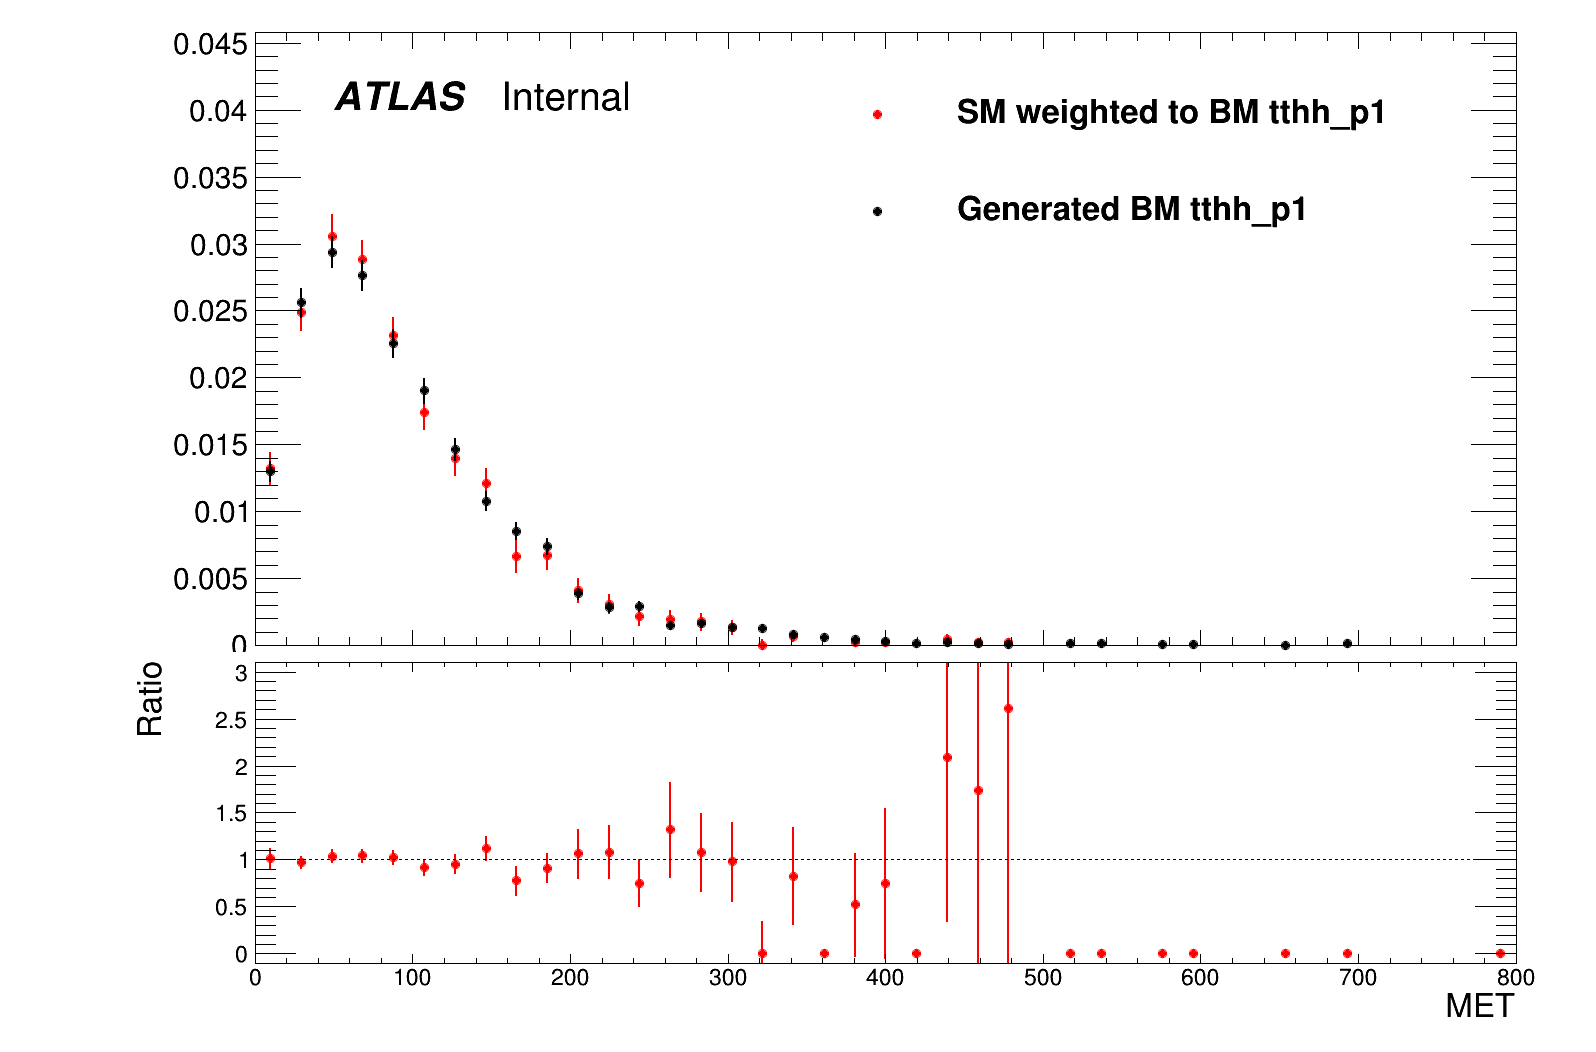 0.045
ATLAS Internal
SM weighted to BM tthh_p1
0.04
0.035
Generated BM tthh_p1
0.03
0.025
0.02
0.015
0.01
0.005
0
Ratio
3
2.5
2
1.5
1
0.5
0
0 100 200 300 400 500 600 700 800
MET